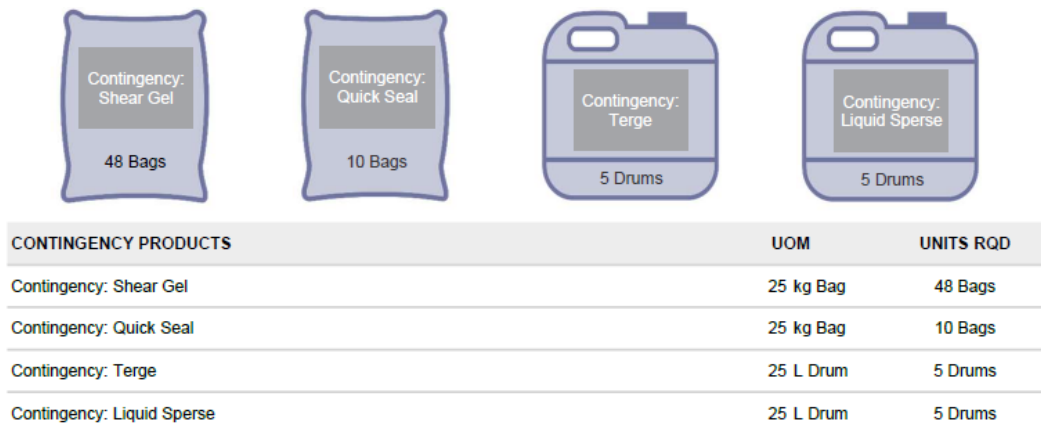 Contingency:
Shear Gel
48 Bags
Contingency:
Quick Seal
10 Bags
Contingency:
Terge
5 Drums
Contingency:
Liquid Sperse
5 Drums
CONTINGENCY PRODUCTS UOM UNITS RQD
Contingency: Shear Gel 25 kg Bag 48 Bags
Contingency: Quick Seal 25 kg Bag 10 Bags
Contingency: Terge 25 L Drum 5 Drums
Contingency: Liquid Sperse 25 L Drum 5 Drums